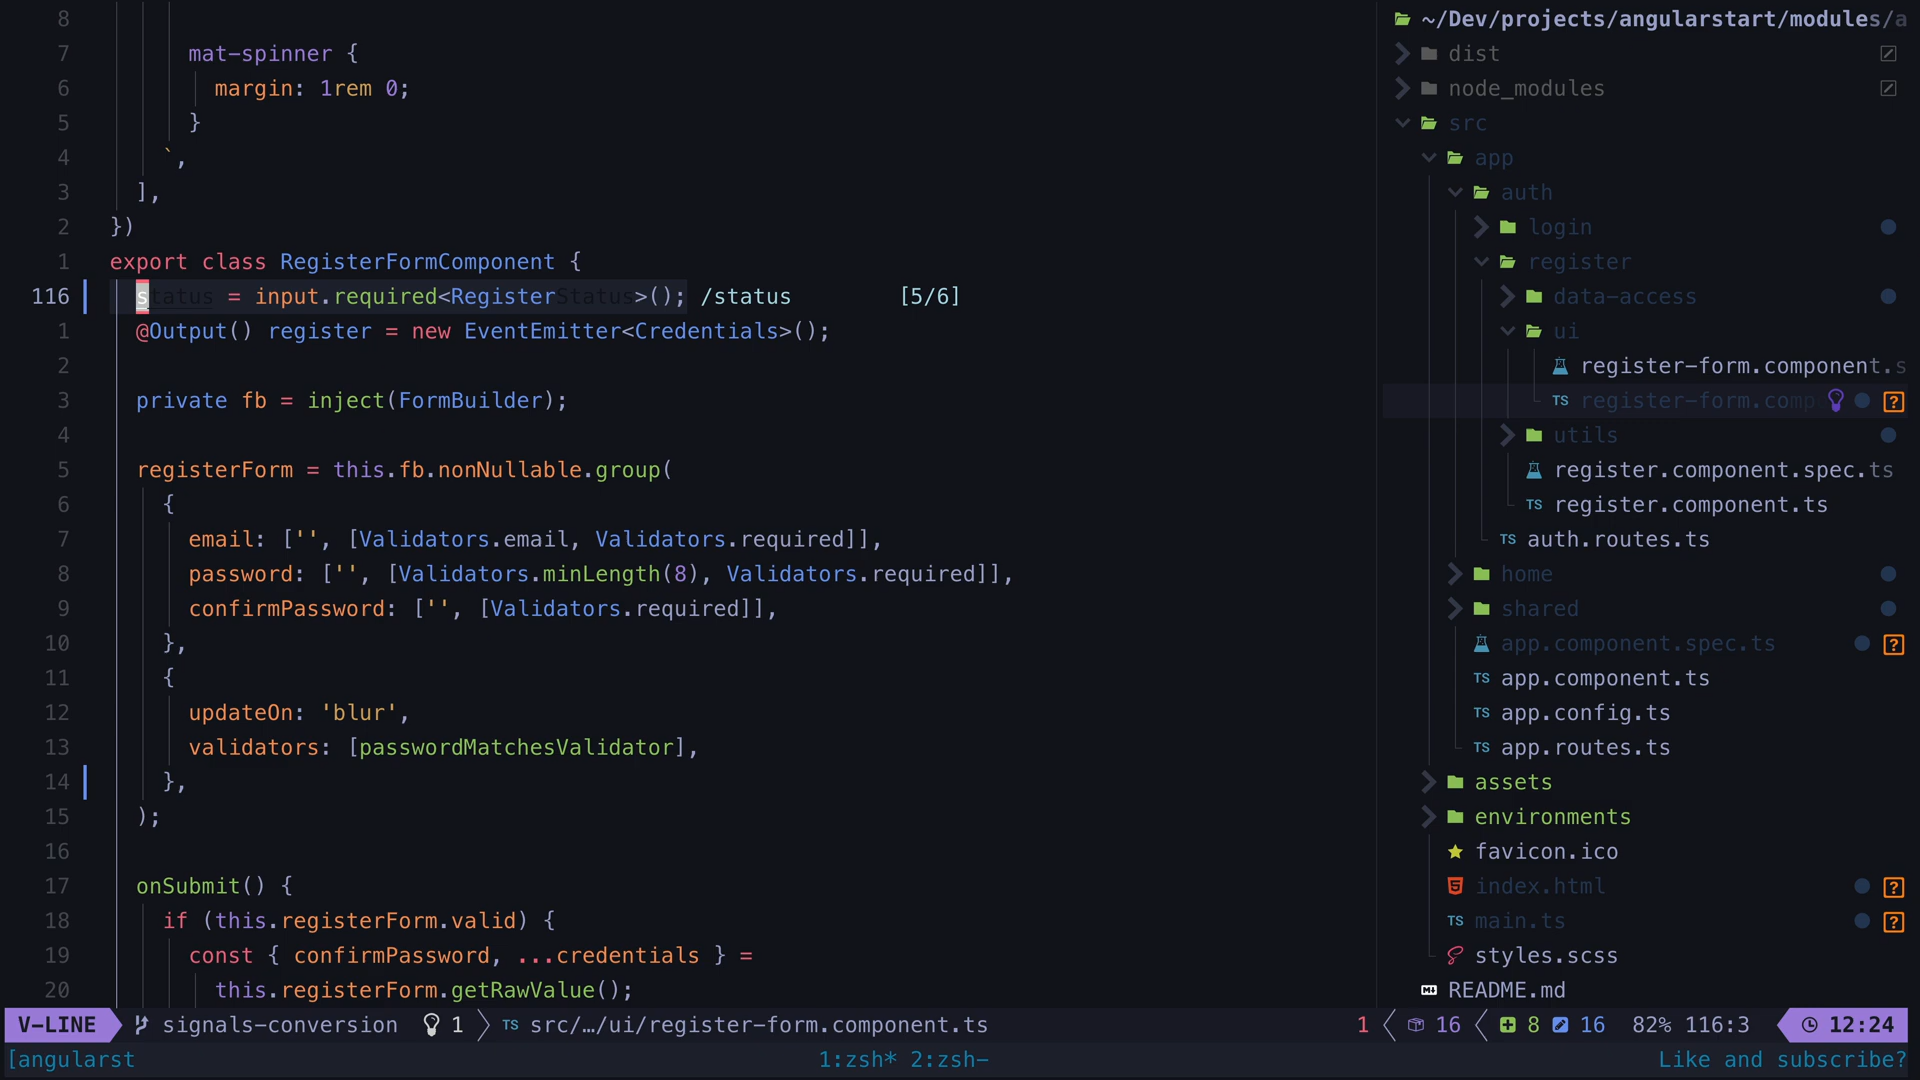 8
7 mat-spinner {
6 margin: 1rem 0;
5 }
4 `,
3 ],
2 })
1 export class RegisterFormComponent {
116 status = input.required<RegisterStatus>(); /status [5/6]
1 @Output() register = new EventEmitter<Credentials>();
2
3 private fb = inject(FormBuilder);
4
5 registerForm = this.fb.nonNullable.group(
6 {
7 email: ['', [Validators.email, Validators.required]],
8 password: ['', [Validators.minLength(8), Validators.required]],
9 confirmPassword: ['', [Validators.required]],
10 },
11 {
12 updateOn: 'blur',
13 validators: [passwordMatchesValidator],
14 },
15 );
16
17 onSubmit() {
18 if (this.registerForm.valid) {
19 const { confirmPassword, ...credentials } =
20 this.registerForm.getRawValue();
~/Dev/projects/angularstart/modules/a
dist
node_modules
src
app
auth
login
register
data-access
ui
register-form.component.s
TS register-form.comp ?
utils
register.component.spec.ts
TS register.component.ts
TS auth.routes.ts
home
shared
app.component.spec.ts ?
TS app.component.ts
TS app.config.ts
TS app.routes.ts
assets
environments
favicon.ico
index.html ?
TS main.ts ?
styles.scss
README.md
V-LINE signals-conversion 1 TS src/…/ui/register-form.component.ts 1 16 8 16 82% 116:3 12:24
[angularst 1:zsh* 2:zsh- Like and subscribe?